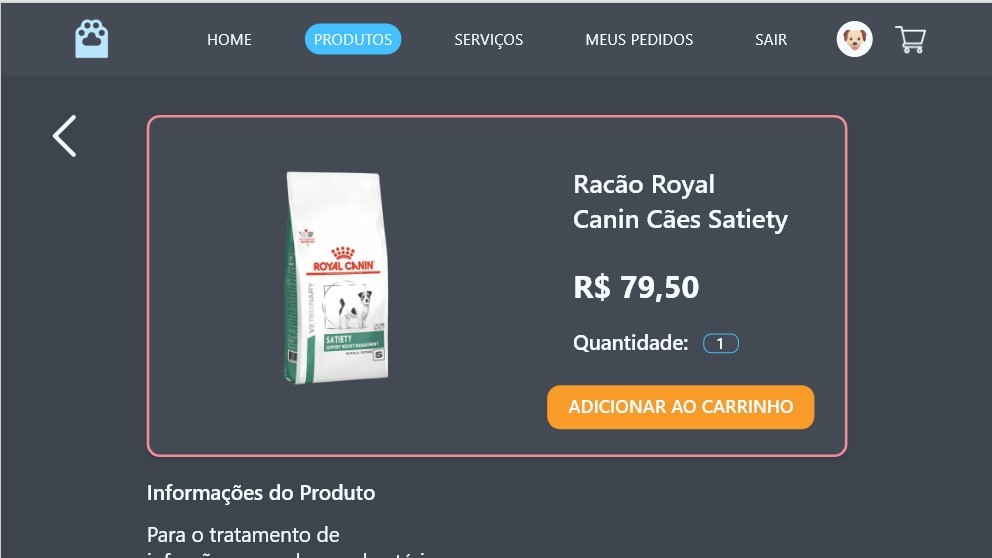 HOME
PRODUTOS
SERVIÇOS
MEUS PEDIDOS
SAIR
ROYAL CANIN
VETERINARY
SATIETY
SUPPORT WEIGHT MANAGEMENT
S
Racão Royal
Canin Cães Satiety
R$ 79,50
Quantidade: 1
ADICIONAR AO CARRINHO
Informações do Produto
Para o tratamento de